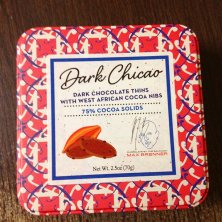 Dark Chicao
DARK CHOCOLATE THINS
WITH WEST AFRICAN COCOA NIBS
75% COCOA SOLIDS
MAX BRENNER
Net Wt. 2.5oz (70g)